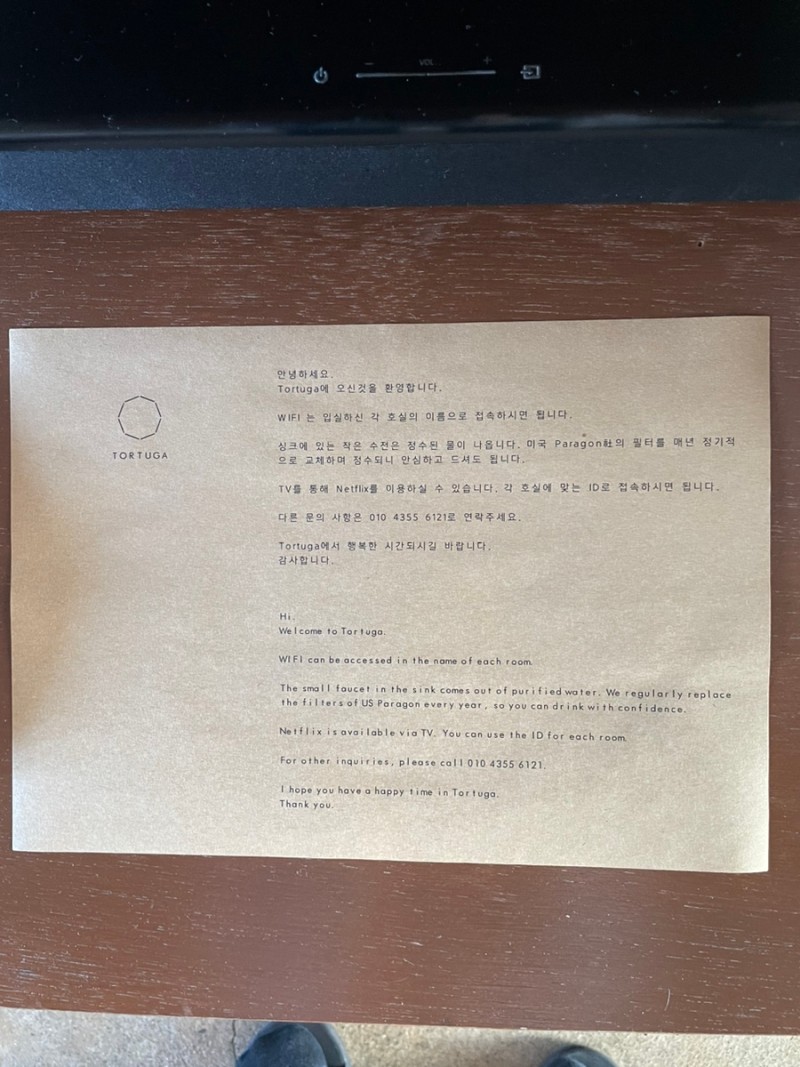 VOL.
TORTUGA
안녕하세요.
Tortuga에 오신것을 환영합니다.
WIFI 는 입실하신 각 호실의 이름으로 접속하시면 됩니다.
싱크에 있는 작은 수전은 정수된 물이 나옵니다. 미국 Paragon社의 필터를 매년 정기적
으로 교체하며 정수되니 안심하고 드셔도 됩니다.
TV를 통해 Netflix를 이용하실 수 있습니다. 각 호실에 맞는 ID로 접속하시면 됩니다.
다른 문의 사항은 010 4355 6121로 연락주세요.
Tortuga에서 행복한 시간되시길 바랍니다.
감사합니다.
Hi.
Welcome to Tortuga.
WIFI can be accessed in the name of each room.
The small faucet in the sink comes out of purified water. We regularly replace
the filters of US Paragon every year, so you can drink with confidence.
Netflix is available via TV. You can use the ID for each room.
For other inquiries, please call 010 4355 6121.
I hope you have a happy time in Tortuga.
Thank you.